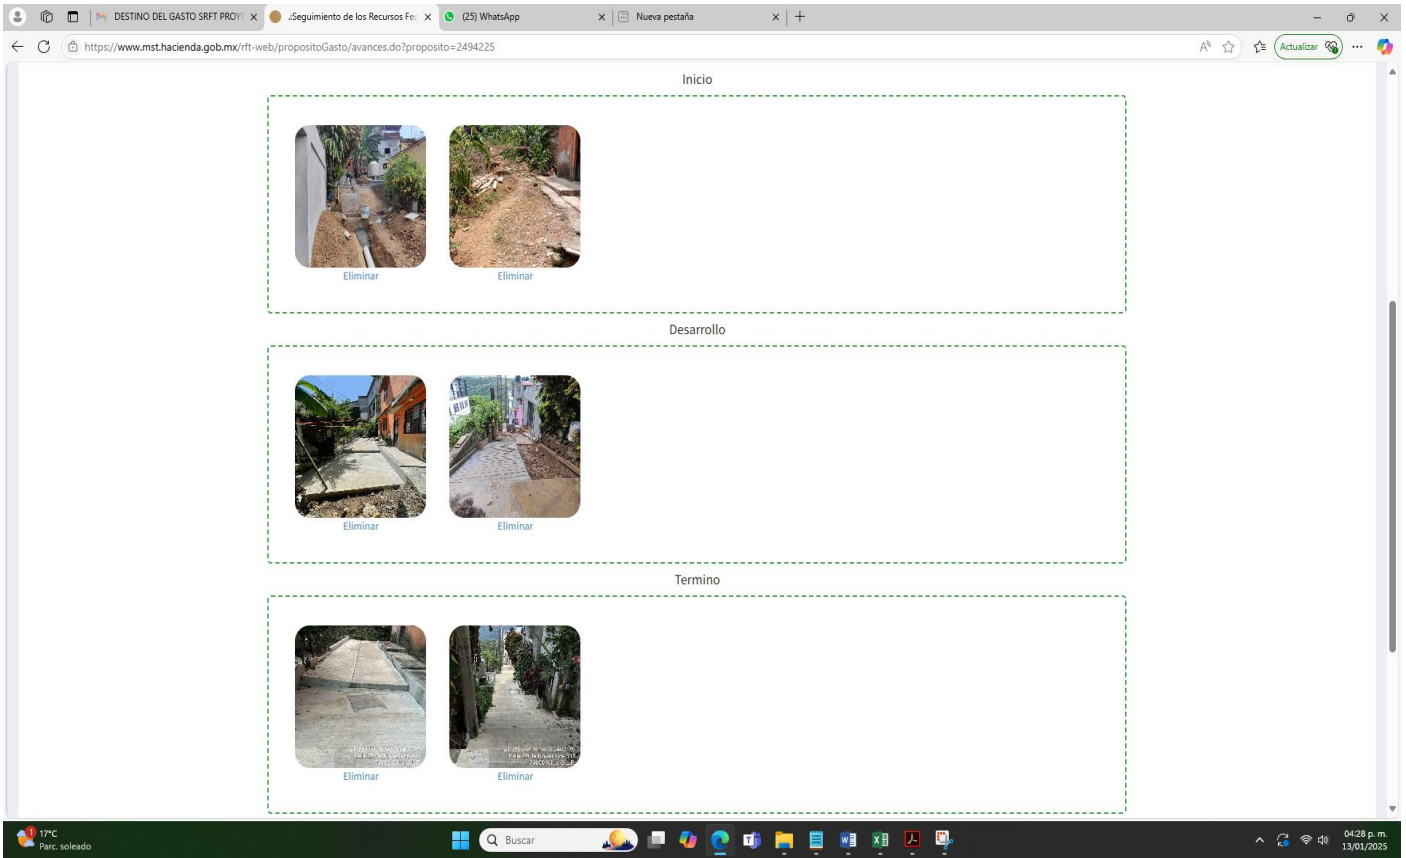 DESTINO DEL GASTO SRFT PROY
.:Seguimiento de los Recursos Fec
(25) WhatsApp
Nueva pestaña
https://www.mst.hacienda.gob.mx/rft-web/propositoGasto/avances.do?proposito=2494225
Actualizar
Inicio
Eliminar
Eliminar
Desarrollo
Eliminar
Eliminar
Termino
Eliminar
Eliminar
1
17°C
Parc. soleado
Buscar
04:28 p. m.
13/01/2025